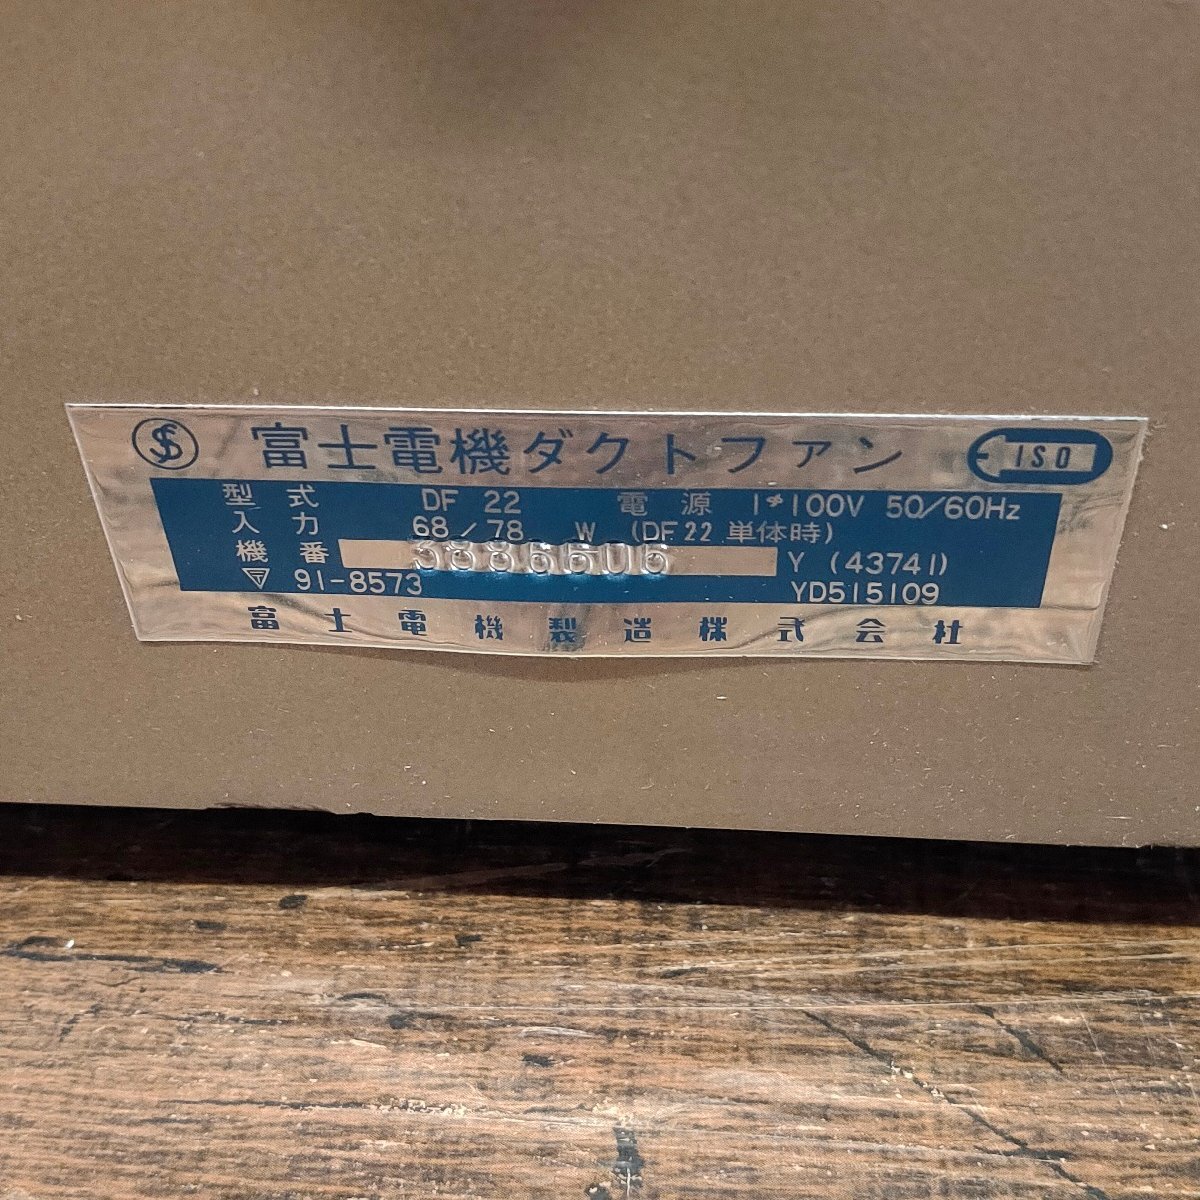 富士電機ダクトファン ISO
型式 DF 22 電源 1φ100V 50/60Hz
入力 68/78 W (DF.22 単体時)
機番 Y (43741)
91-8573 YD515109
富士電機製造株式会社